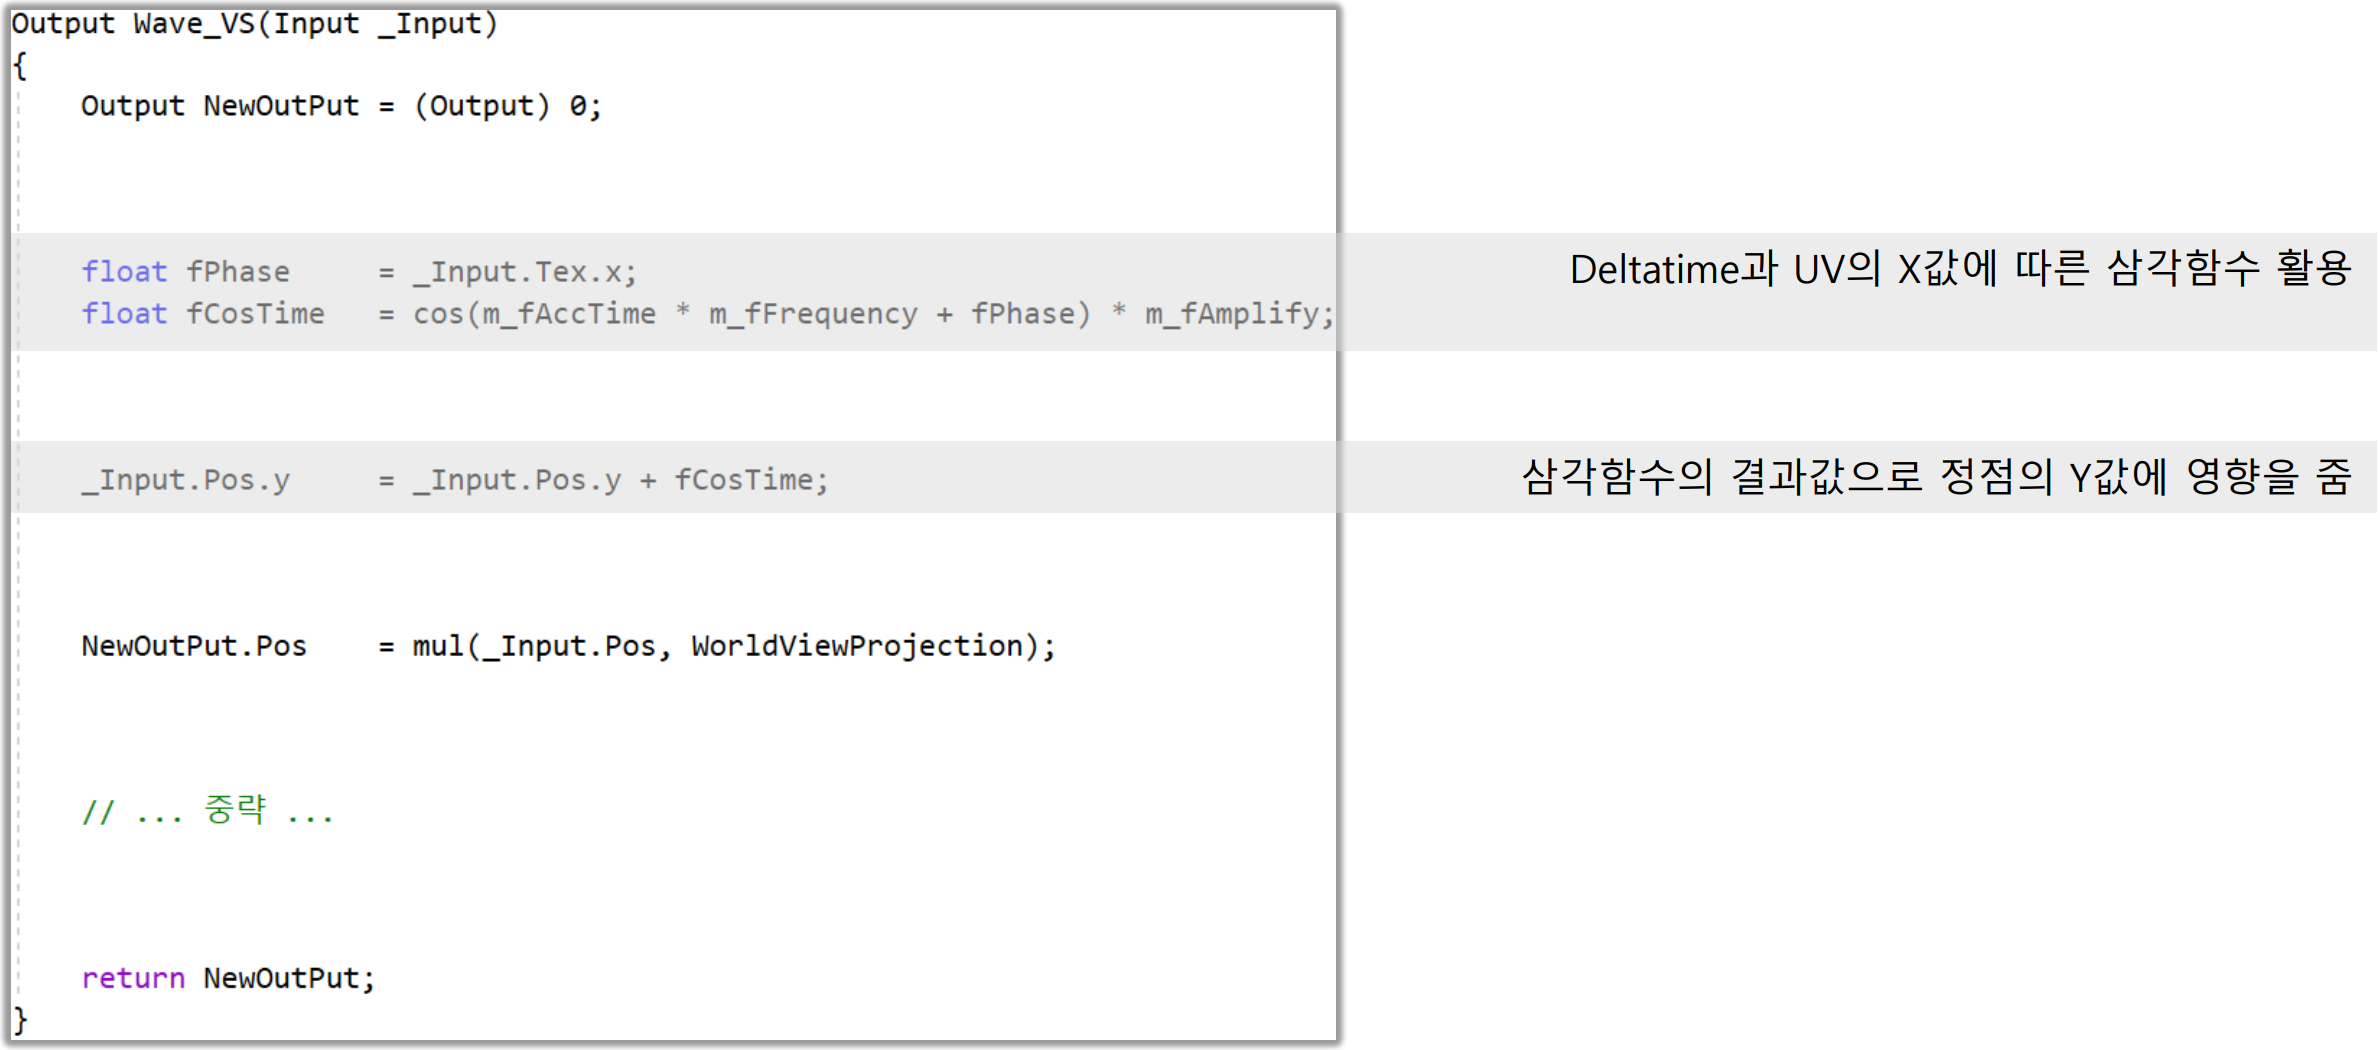 Output Wave_VS(Input _Input)
{
Output NewOutPut = (Output) 0;
float fPhase = _Input.Tex.x;
Deltatime과 UV의 X값에 따른 삼각함수 활용
float fCosTime = cos(m_fAccTime * m_fFrequency + fPhase) * m_fAmplify;
_Input.Pos.y = _Input.Pos.y + fCosTime;
삼각함수의 결과값으로 정점의 Y값에 영향을 줌
NewOutPut.Pos = mul(_Input.Pos, WorldViewProjection);
// ... 중략 ...
return NewOutPut;
}